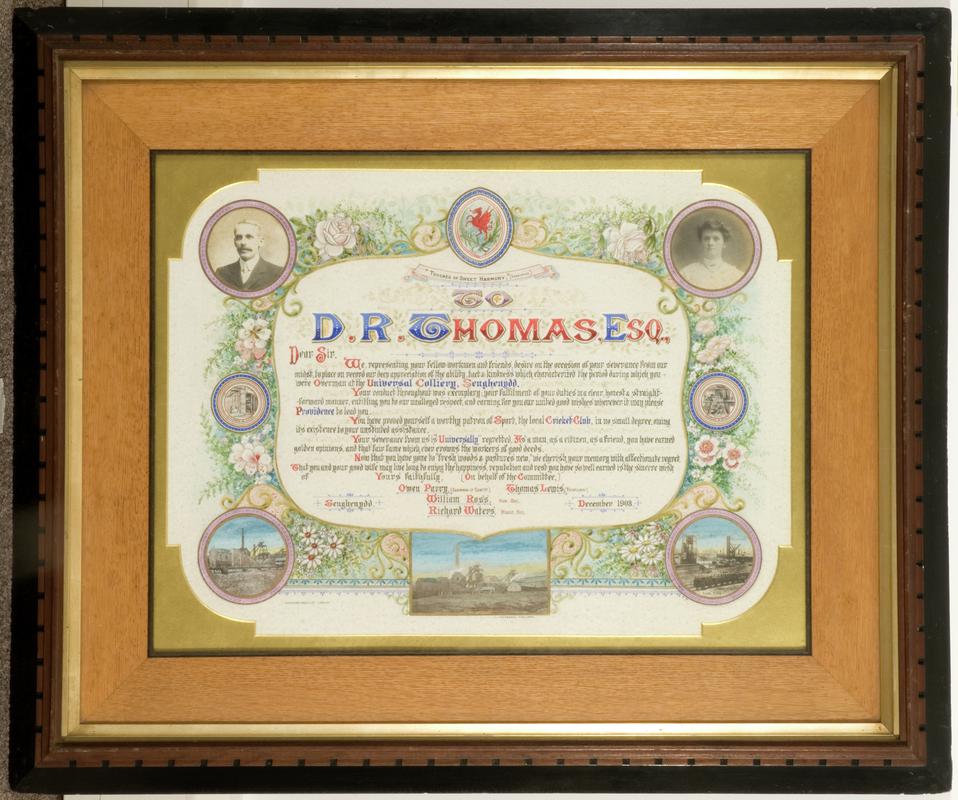 "Touches of Sweet Harmony."
To
D. R. Thomas, Esq.,
Dear Sir,
We, representing your fellow workmen and friends, desire on the occasion of your severance from our
midst, to place on record our deep appreciation of the ability, tact & kindness which characterized the period during which you
were Overman at the Universal Colliery, Senghenydd.
Your conduct throughout was exemplary, your fulfilment of your duties in a clear, honest & straight-
-forward manner, entitling you to our unalloyed respect, and earning for you our united good wishes wherever it may please
Providence to lead you.
You have proved yourself a worthy patron of Sport, the local Cricket Club, in no small degree, owing
its existence to your unstinted assistance.
Your severance from us is "Universally" regretted. As a man, as a citizen, as a friend, you have earned
golden opinions, and that fair fame which ever crowns the workers of good deeds.
Now that you have gone to "fresh woods & pastures new," we cherish your memory with affectionate regret.
That you and your good wife may live long to enjoy the happiness, reputation and rest you have so well earned is the sincere wish
of Yours faithfully, (On behalf of the Committee,)
Owen Parry, Thomas Lewis,
Senghenydd. William Ross, Hon. Sec. December 1908.
Richard Waters,